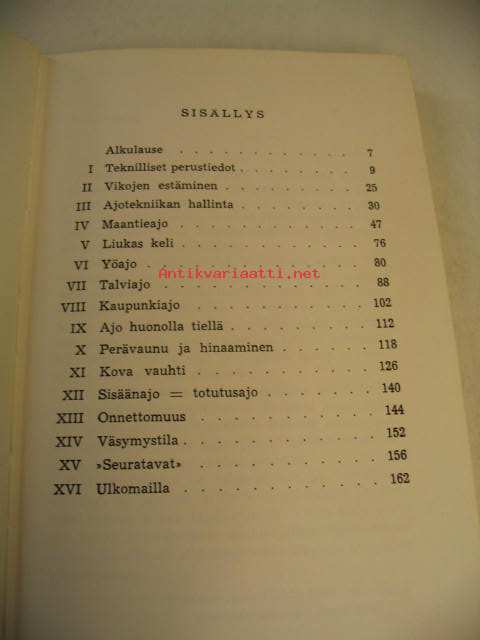 SISÄLLYS
Alkulause . . . . . . . . . . . . 7
I Teknilliset perustiedot . . . . . . . . . 9
II Vikojen estäminen . . . . . . . . . . 25
III Ajotekniikan hallinta . . . . . . . . . 30
IV Maantieajo . . . . . . . . . . . . 47
V Liukas keli . . . . . . . . . . . . 76
VI Yöajo . . . . . . . . . . . . . . 80
Antikvariaatti.net
VII Talviajo . . . . . . . . . . . . . 88
VIII Kaupunkiajo . . . . . . . . . . . 102
IX Ajo huonolla tiellä . . . . . . . . . 112
X Perävaunu ja hinaaminen . . . . . . 118
XI Kova vauhti . . . . . . . . . . . 126
XII Sisäänajo = totutusajo . . . . . . . 140
XIII Onnettomuus . . . . . . . . . . . 144
XIV Väsymystila . . . . . . . . . . . . 152
XV »Seuratavat» . . . . . . . . . . . 156
XVI Ulkomailla . . . . . . . . . . . . 162